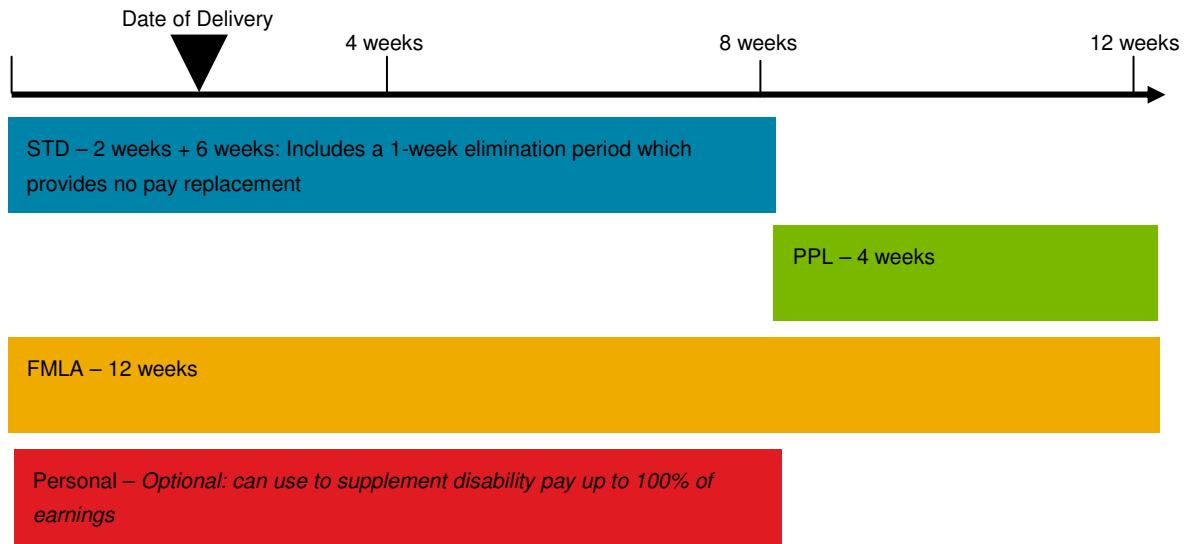 Date of Delivery
4 weeks
8 weeks
12 weeks
STD – 2 weeks + 6 weeks: Includes a 1-week elimination period which
provides no pay replacement
PPL – 4 weeks
FMLA – 12 weeks
Personal – Optional: can use to supplement disability pay up to 100% of
earnings